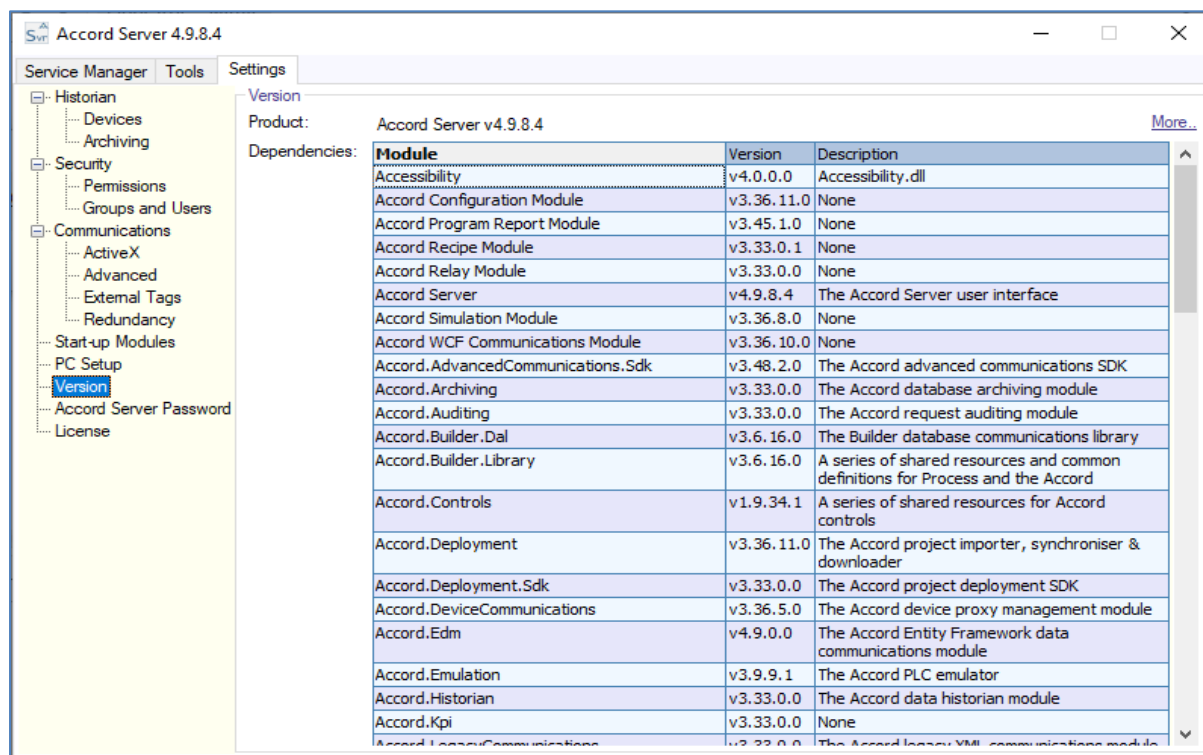 Svr Accord Server 4.9.8.4
Service Manager Tools Settings
Historian
Devices
Archiving
Security
Permissions
Groups and Users
Communications
ActiveX
Advanced
External Tags
Redundancy
Start-up Modules
PC Setup
Version
Accord Server Password
License
Version
Product: Accord Server v4.9.8.4 More..
Dependencies:
Module Version Description
Accessibility v4.0.0.0 Accessibility.dll
Accord Configuration Module v3.36.11.0 None
Accord Program Report Module v3.45.1.0 None
Accord Recipe Module v3.33.0.1 None
Accord Relay Module v3.33.0.0 None
Accord Server v4.9.8.4 The Accord Server user interface
Accord Simulation Module v3.36.8.0 None
Accord WCF Communications Module v3.36.10.0 None
Accord.AdvancedCommunications.Sdk v3.48.2.0 The Accord advanced communications SDK
Accord.Archiving v3.33.0.0 The Accord database archiving module
Accord.Auditing v3.33.0.0 The Accord request auditing module
Accord.Builder.Dal v3.6.16.0 The Builder database communications library
Accord.Builder.Library v3.6.16.0 A series of shared resources and common
definitions for Process and the Accord
Accord.Controls v1.9.34.1 A series of shared resources for Accord
controls
Accord.Deployment v3.36.11.0 The Accord project importer, synchroniser &
downloader
Accord.Deployment.Sdk v3.33.0.0 The Accord project deployment SDK
Accord.DeviceCommunications v3.36.5.0 The Accord device proxy management module
Accord.Edm v4.9.0.0 The Accord Entity Framework data
communications module
Accord.Emulation v3.9.9.1 The Accord PLC emulator
Accord.Historian v3.33.0.0 The Accord data historian module
Accord.Kpi v3.33.0.0 None
Accord.LegacyCommunications v3.33.0.0 The Accord legacy XML communications module